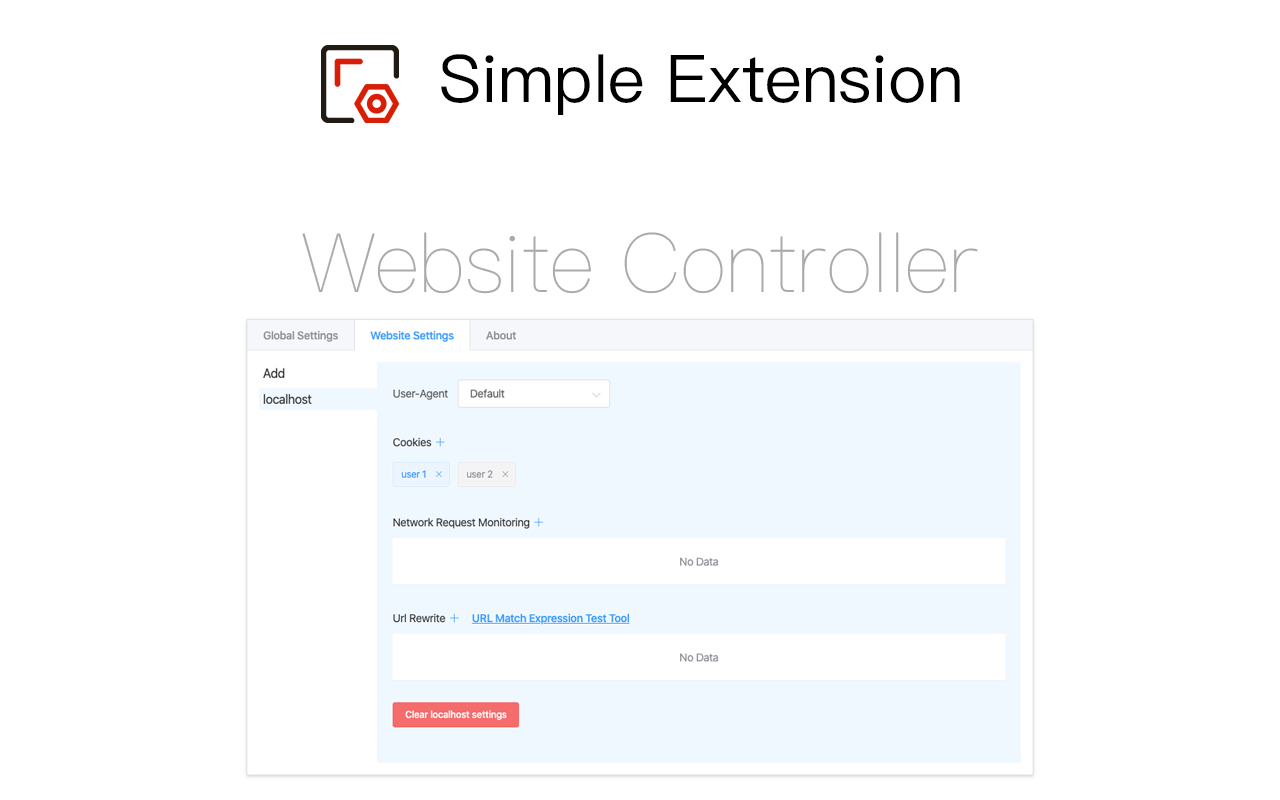 Simple Extension
Website Controller
Global Settings Website Settings About
Add
localhost
User-Agent Default
Cookies
user 1 user 2
Network Request Monitoring
No Data
Url Rewrite URL Match Expression Test Tool
No Data
Clear localhost settings